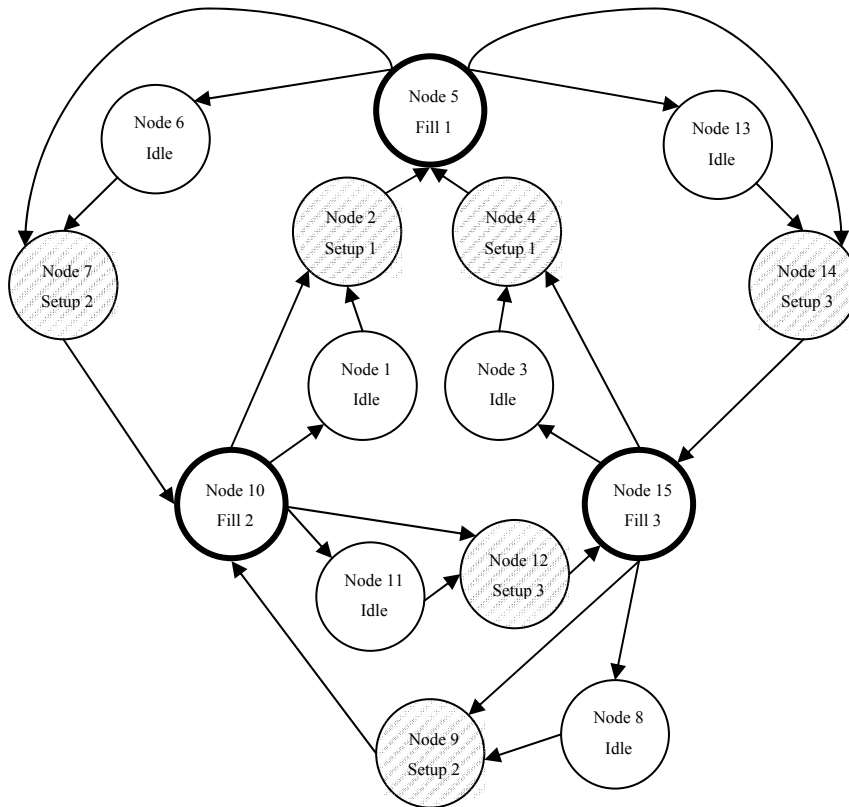 Node 5
Fill 1
Node 6
Idle
Node 13
Idle
Node 2
Setup 1
Node 4
Setup 1
Node 7
Setup 2
Node 14
Setup 3
Node 1
Idle
Node 3
Idle
Node 10
Fill 2
Node 15
Fill 3
Node 12
Setup 3
Node 11
Idle
Node 8
Idle
Node 9
Setup 2